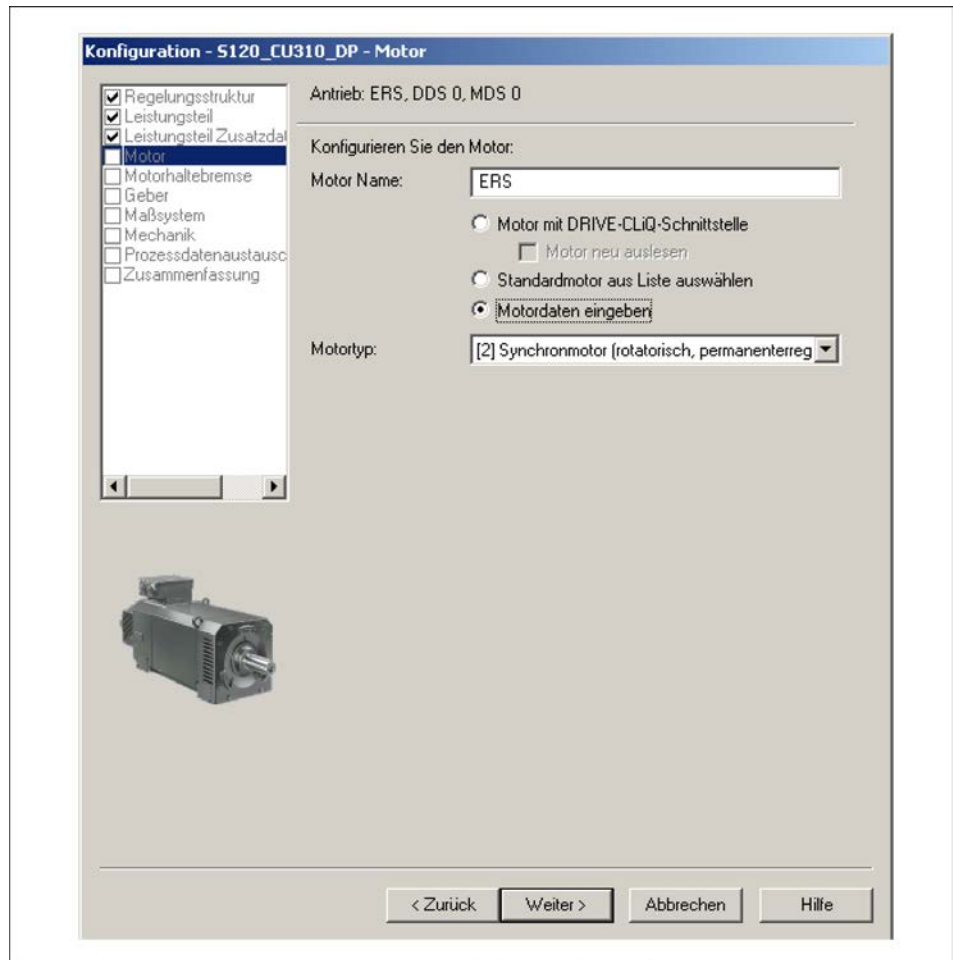 Konfiguration - S120_CU310_DP - Motor
Regelungsstruktur
Leistungsteil
Leistungsteil Zusatzdat
Motor
Motorhaltebremse
Geber
Maßsystem
Mechanik
Prozessdatenaustausc
Zusammenfassung
Antrieb: ERS, DDS 0, MDS 0
Konfigurieren Sie den Motor:
Motor Name: ERS
Motor mit DRIVE-CLiQ-Schnittstelle
Motor neu auslesen
Standardmotor aus Liste auswählen
Motordaten eingeben
Motortyp: [2] Synchronmotor (rotatorisch, permanenterreg
< Zurück Weiter > Abbrechen Hilfe